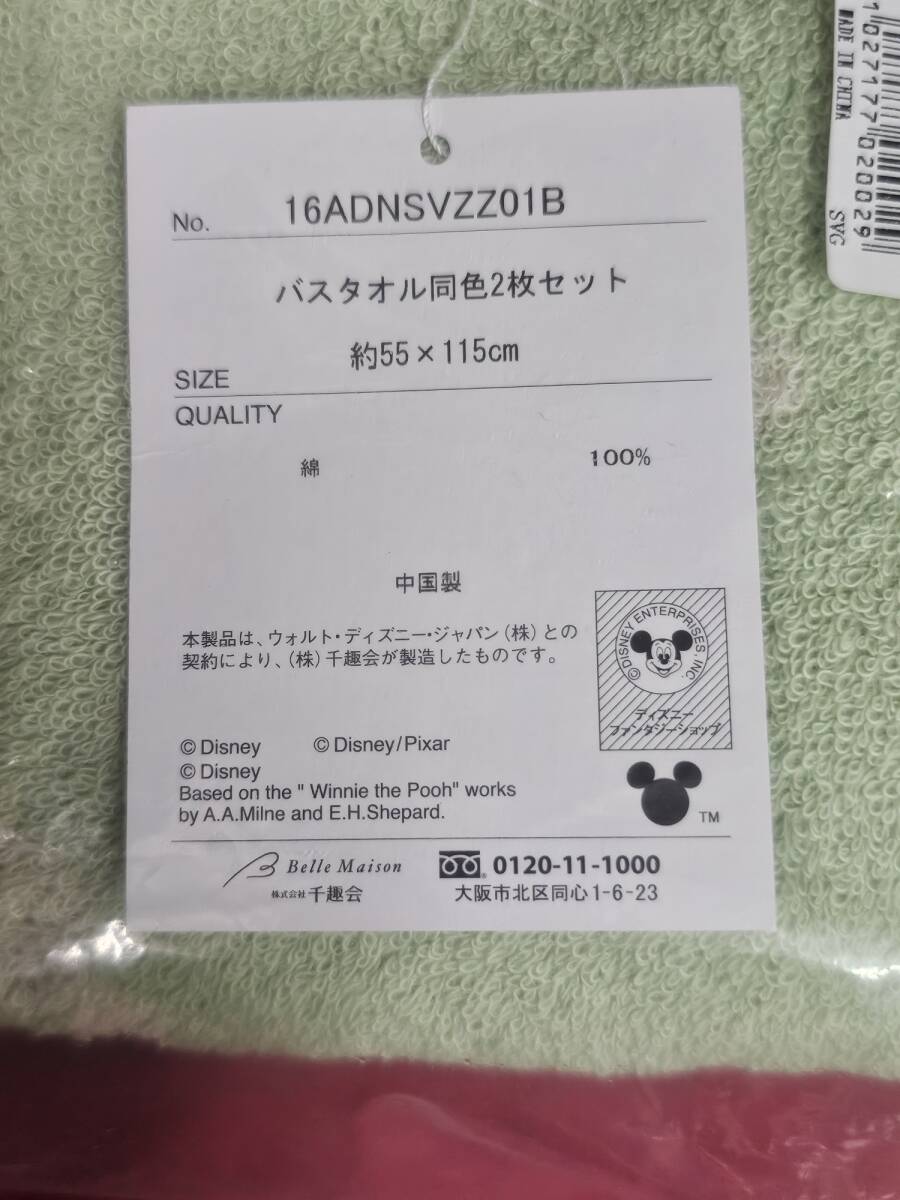 No. 16ADNSVZZ01B
バスタオル同色2枚セット
SIZE 約55×115cm
QUALITY
綿 100%
中国製
本製品は、ウォルト・ディズニー・ジャパン(株)との
契約により、(株)千趣会が製造したものです。
© DISNEY ENTERPRISES, INC.
ディズニー
ファンタジーショップ
© Disney © Disney/Pixar
© Disney
Based on the " Winnie the Pooh" works
by A.A.Milne and E.H.Shepard.
TM
Belle Maison
株式会社 千趣会
0120-11-1000
大阪市北区同心1-6-23
1027177020029
MADE IN CHINA
SVG